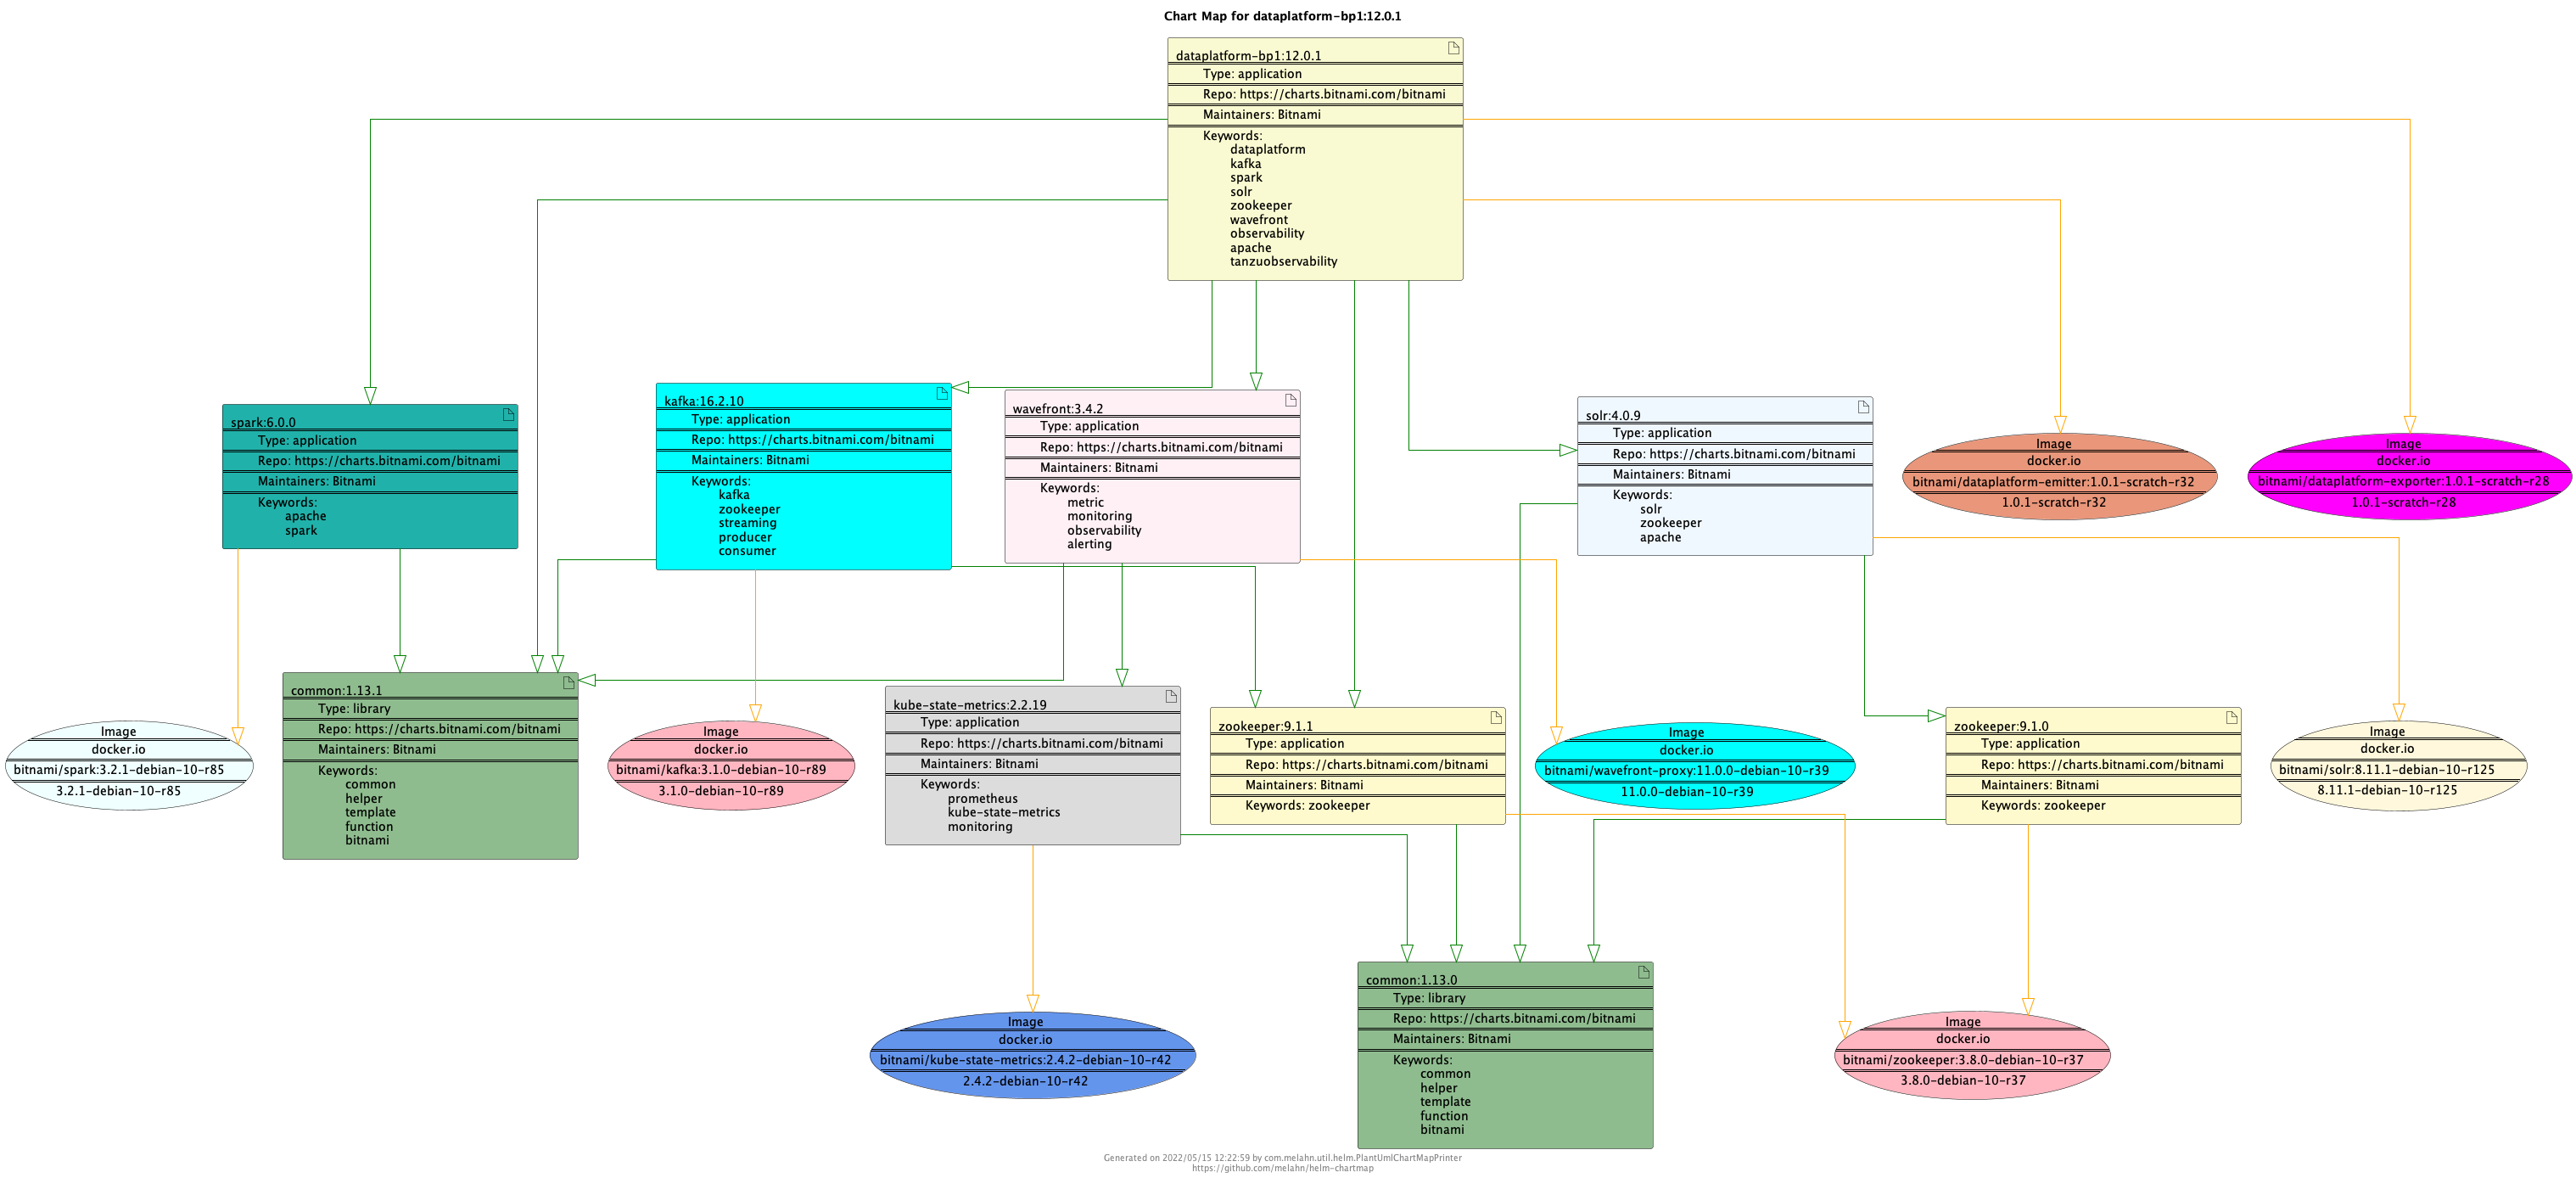 Chart Map for dataplatform-bp1:12.0.1
dataplatform-bp1:12.0.1
Type: application
Repo: https://charts.bitnami.com/bitnami
Maintainers: Bitnami
Keywords:
dataplatform
kafka
spark
solr
zookeeper
wavefront
observability
apache
tanzuobservability
spark:6.0.0
Type: application
Repo: https://charts.bitnami.com/bitnami
Maintainers: Bitnami
Keywords:
apache
spark
kafka:16.2.10
Type: application
Repo: https://charts.bitnami.com/bitnami
Maintainers: Bitnami
Keywords:
kafka
zookeeper
streaming
producer
consumer
wavefront:3.4.2
Type: application
Repo: https://charts.bitnami.com/bitnami
Maintainers: Bitnami
Keywords:
metric
monitoring
observability
alerting
solr:4.0.9
Type: application
Repo: https://charts.bitnami.com/bitnami
Maintainers: Bitnami
Keywords:
solr
zookeeper
apache
Image
docker.io
bitnami/dataplatform-emitter:1.0.1-scratch-r32
1.0.1-scratch-r32
Image
docker.io
bitnami/dataplatform-exporter:1.0.1-scratch-r28
1.0.1-scratch-r28
Image
docker.io
bitnami/spark:3.2.1-debian-10-r85
3.2.1-debian-10-r85
common:1.13.1
Type: library
Repo: https://charts.bitnami.com/bitnami
Maintainers: Bitnami
Keywords:
common
helper
template
function
bitnami
Image
docker.io
bitnami/kafka:3.1.0-debian-10-r89
3.1.0-debian-10-r89
kube-state-metrics:2.2.19
Type: application
Repo: https://charts.bitnami.com/bitnami
Maintainers: Bitnami
Keywords:
prometheus
kube-state-metrics
monitoring
zookeeper:9.1.1
Type: application
Repo: https://charts.bitnami.com/bitnami
Maintainers: Bitnami
Keywords: zookeeper
Image
docker.io
bitnami/wavefront-proxy:11.0.0-debian-10-r39
11.0.0-debian-10-r39
zookeeper:9.1.0
Type: application
Repo: https://charts.bitnami.com/bitnami
Maintainers: Bitnami
Keywords: zookeeper
Image
docker.io
bitnami/solr:8.11.1-debian-10-r125
8.11.1-debian-10-r125
Image
docker.io
bitnami/kube-state-metrics:2.4.2-debian-10-r42
2.4.2-debian-10-r42
common:1.13.0
Type: library
Repo: https://charts.bitnami.com/bitnami
Maintainers: Bitnami
Keywords:
common
helper
template
function
bitnami
Image
docker.io
bitnami/zookeeper:3.8.0-debian-10-r37
3.8.0-debian-10-r37
Generated on 2022/05/15 12:22:59 by com.melahn.util.helm.PlantUmlChartMapPrinter
https://github.com/melahn/helm-chartmap